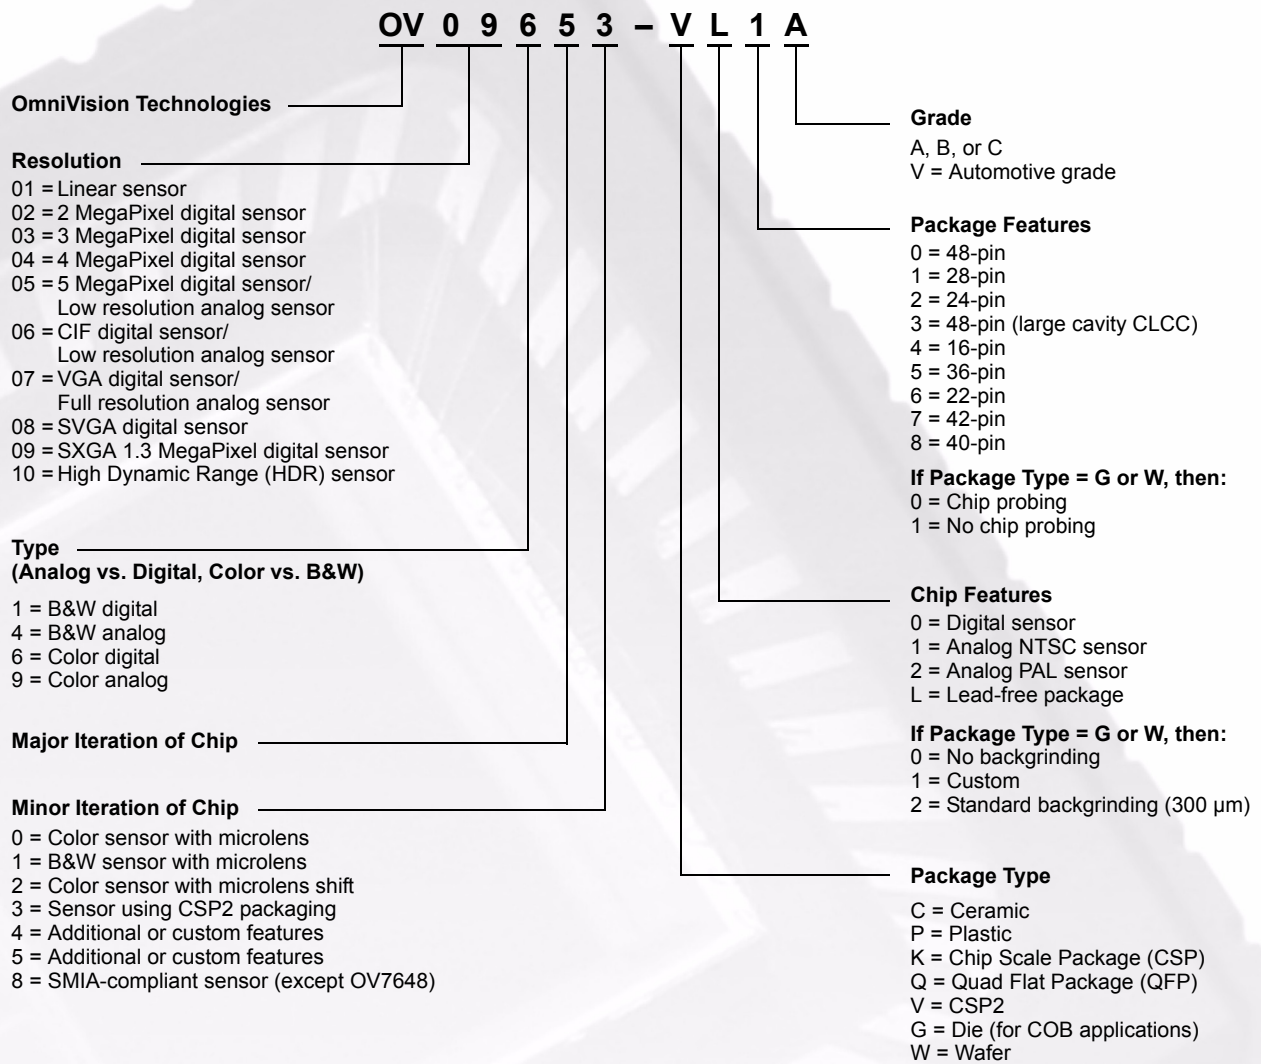 OV 0 9 6 5 3 – V L 1 A
OmniVision Technologies
Resolution
01 = Linear sensor
02 = 2 MegaPixel digital sensor
03 = 3 MegaPixel digital sensor
04 = 4 MegaPixel digital sensor
05 = 5 MegaPixel digital sensor/
Low resolution analog sensor
06 = CIF digital sensor/
Low resolution analog sensor
07 = VGA digital sensor/
Full resolution analog sensor
08 = SVGA digital sensor
09 = SXGA 1.3 MegaPixel digital sensor
10 = High Dynamic Range (HDR) sensor
Type
(Analog vs. Digital, Color vs. B&W)
1 = B&W digital
4 = B&W analog
6 = Color digital
9 = Color analog
Major Iteration of Chip
Minor Iteration of Chip
0 = Color sensor with microlens
1 = B&W sensor with microlens
2 = Color sensor with microlens shift
3 = Sensor using CSP2 packaging
4 = Additional or custom features
5 = Additional or custom features
8 = SMIA-compliant sensor (except OV7648)
Grade
A, B, or C
V = Automotive grade
Package Features
0 = 48-pin
1 = 28-pin
2 = 24-pin
3 = 48-pin (large cavity CLCC)
4 = 16-pin
5 = 36-pin
6 = 22-pin
7 = 42-pin
8 = 40-pin
If Package Type = G or W, then:
0 = Chip probing
1 = No chip probing
Chip Features
0 = Digital sensor
1 = Analog NTSC sensor
2 = Analog PAL sensor
L = Lead-free package
If Package Type = G or W, then:
0 = No backgrinding
1 = Custom
2 = Standard backgrinding (300 µm)
Package Type
C = Ceramic
P = Plastic
K = Chip Scale Package (CSP)
Q = Quad Flat Package (QFP)
V = CSP2
G = Die (for COB applications)
W = Wafer